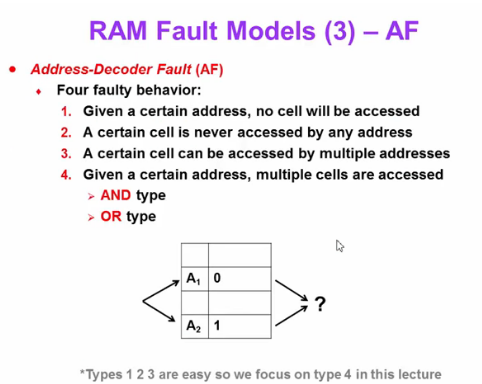 RAM Fault Models (3) – AF
• Address-Decoder Fault (AF)
♦ Four faulty behavior:
1. Given a certain address, no cell will be accessed
2. A certain cell is never accessed by any address
3. A certain cell can be accessed by multiple addresses
4. Given a certain address, multiple cells are accessed
➢ AND type
➢ OR type
A₁ 0
?
A₂ 1
*Types 1 2 3 are easy so we focus on type 4 in this lecture